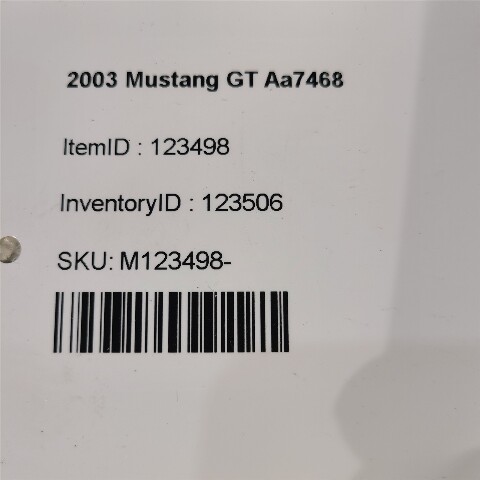 2003 Mustang GT Aa7468
ItemID : 123498
InventoryID : 123506
SKU: M123498-